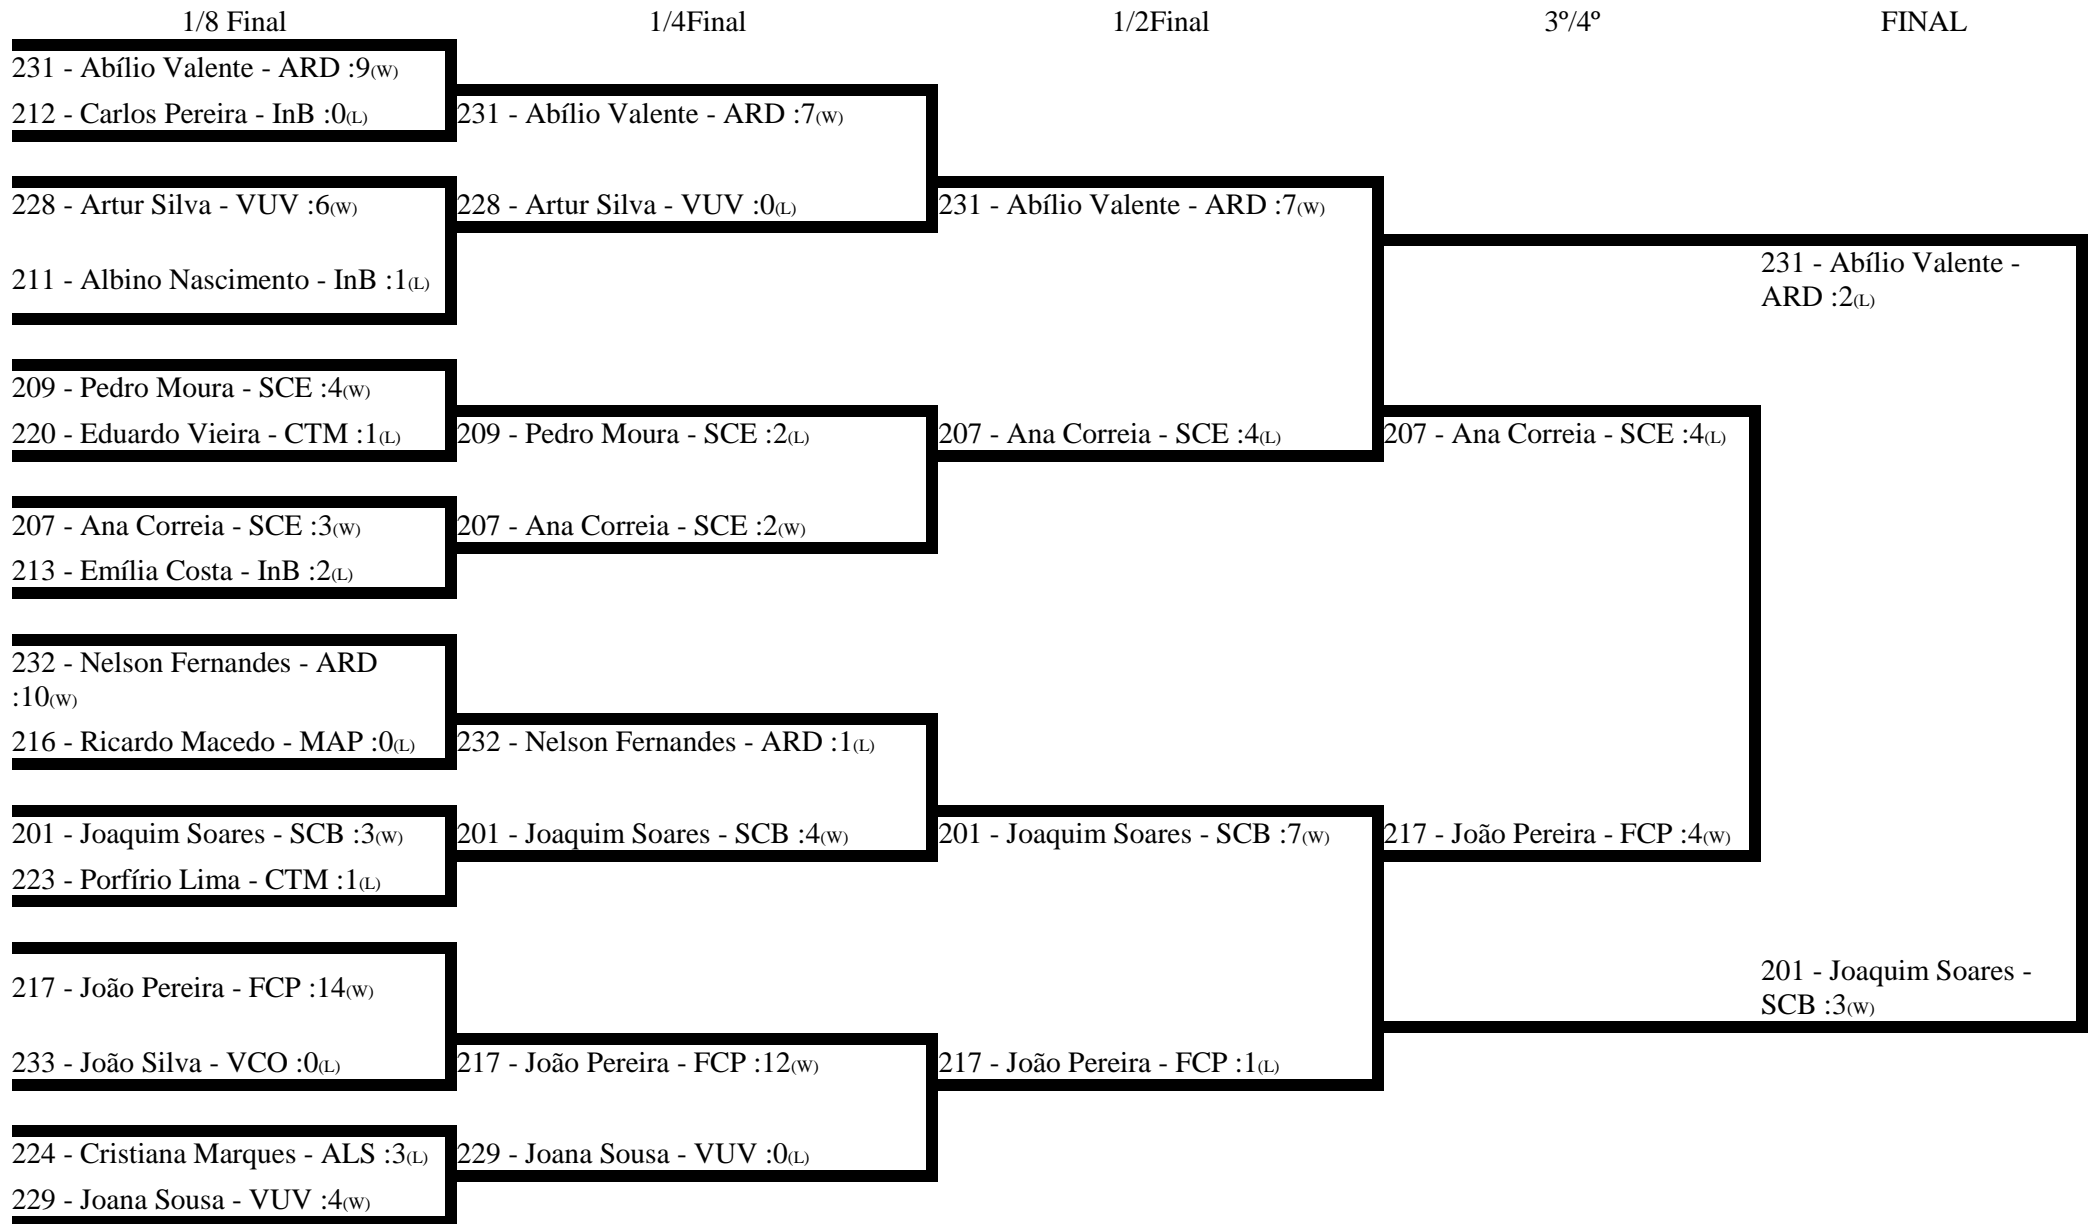 1/8 Final
1/4Final
1/2Final
3º/4º
FINAL
231 - Abílio Valente - ARD :9(W)
212 - Carlos Pereira - InB :0(L)
228 - Artur Silva - VUV :6(W)
211 - Albino Nascimento - InB :1(L)
209 - Pedro Moura - SCE :4(W)
220 - Eduardo Vieira - CTM :1(L)
207 - Ana Correia - SCE :3(W)
213 - Emília Costa - InB :2(L)
232 - Nelson Fernandes - ARD
:10(W)
216 - Ricardo Macedo - MAP :0(L)
201 - Joaquim Soares - SCB :3(W)
223 - Porfírio Lima - CTM :1(L)
217 - João Pereira - FCP :14(W)
233 - João Silva - VCO :0(L)
224 - Cristiana Marques - ALS :3(L)
229 - Joana Sousa - VUV :4(W)
231 - Abílio Valente - ARD :7(W)
228 - Artur Silva - VUV :0(L)
209 - Pedro Moura - SCE :2(L)
207 - Ana Correia - SCE :2(W)
232 - Nelson Fernandes - ARD :1(L)
201 - Joaquim Soares - SCB :4(W)
217 - João Pereira - FCP :12(W)
229 - Joana Sousa - VUV :0(L)
231 - Abílio Valente - ARD :7(W)
207 - Ana Correia - SCE :4(L)
201 - Joaquim Soares - SCB :7(W)
217 - João Pereira - FCP :1(L)
207 - Ana Correia - SCE :4(L)
217 - João Pereira - FCP :4(W)
231 - Abílio Valente -
ARD :2(L)
201 - Joaquim Soares -
SCB :3(W)